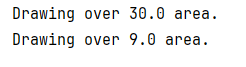 Drawing over 30.0 area.
Drawing over 9.0 area.